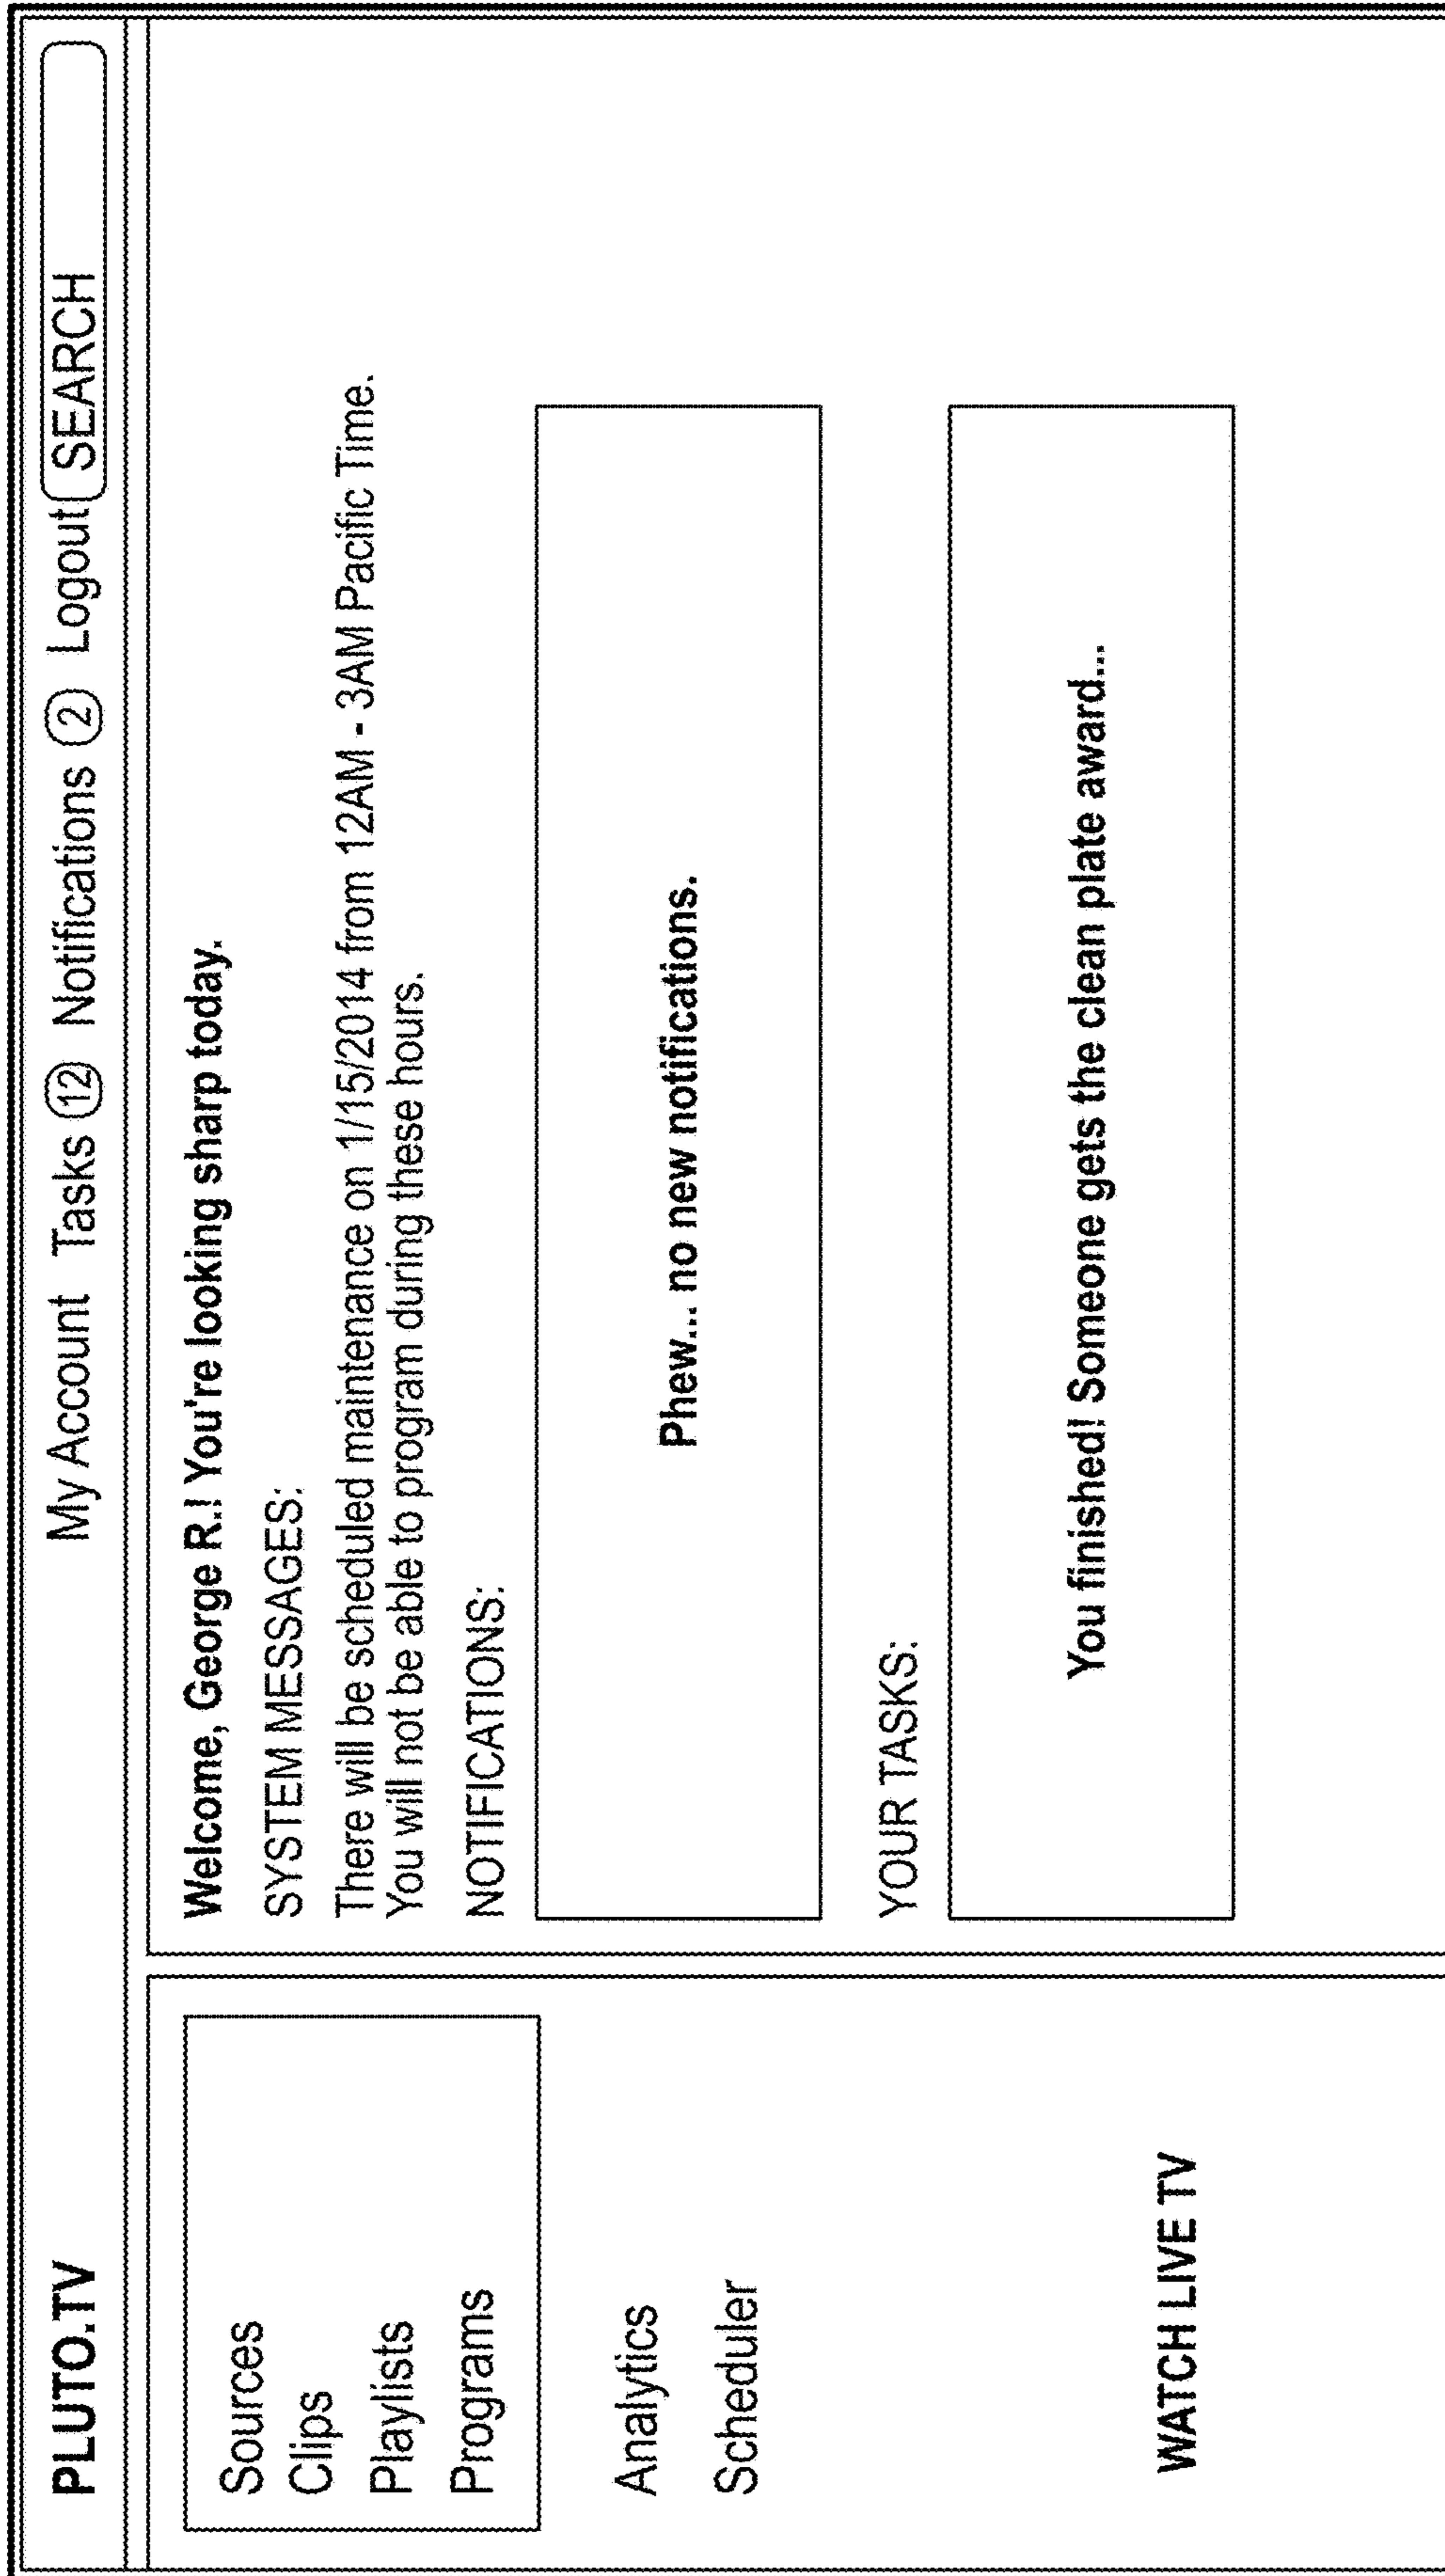 PLUTO.TV My Account Tasks 12 Notifications 2 Logout SEARCH
Sources
Clips
Playlists
Programs
Analytics
Scheduler
WATCH LIVE TV
Welcome, George R.! You're looking sharp today.
SYSTEM MESSAGES:
There will be scheduled maintenance on 1/15/2014 from 12AM - 3AM Pacific Time.
You will not be able to program during these hours.
NOTIFICATIONS:
Phew... no new notifications.
YOUR TASKS:
You finished! Someone gets the clean plate award...